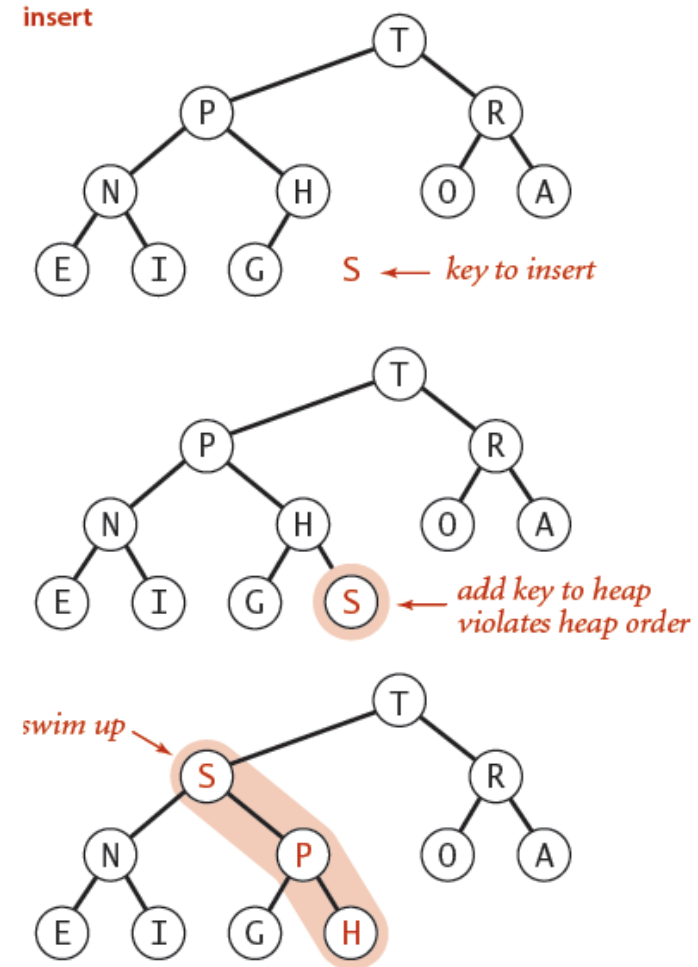 insert
T
P R
N H O A
E I G S ← key to insert
T
P R
N H O A
E I G S ← add key to heap
violates heap order
T
swim up
S R
N P O A
E I G H